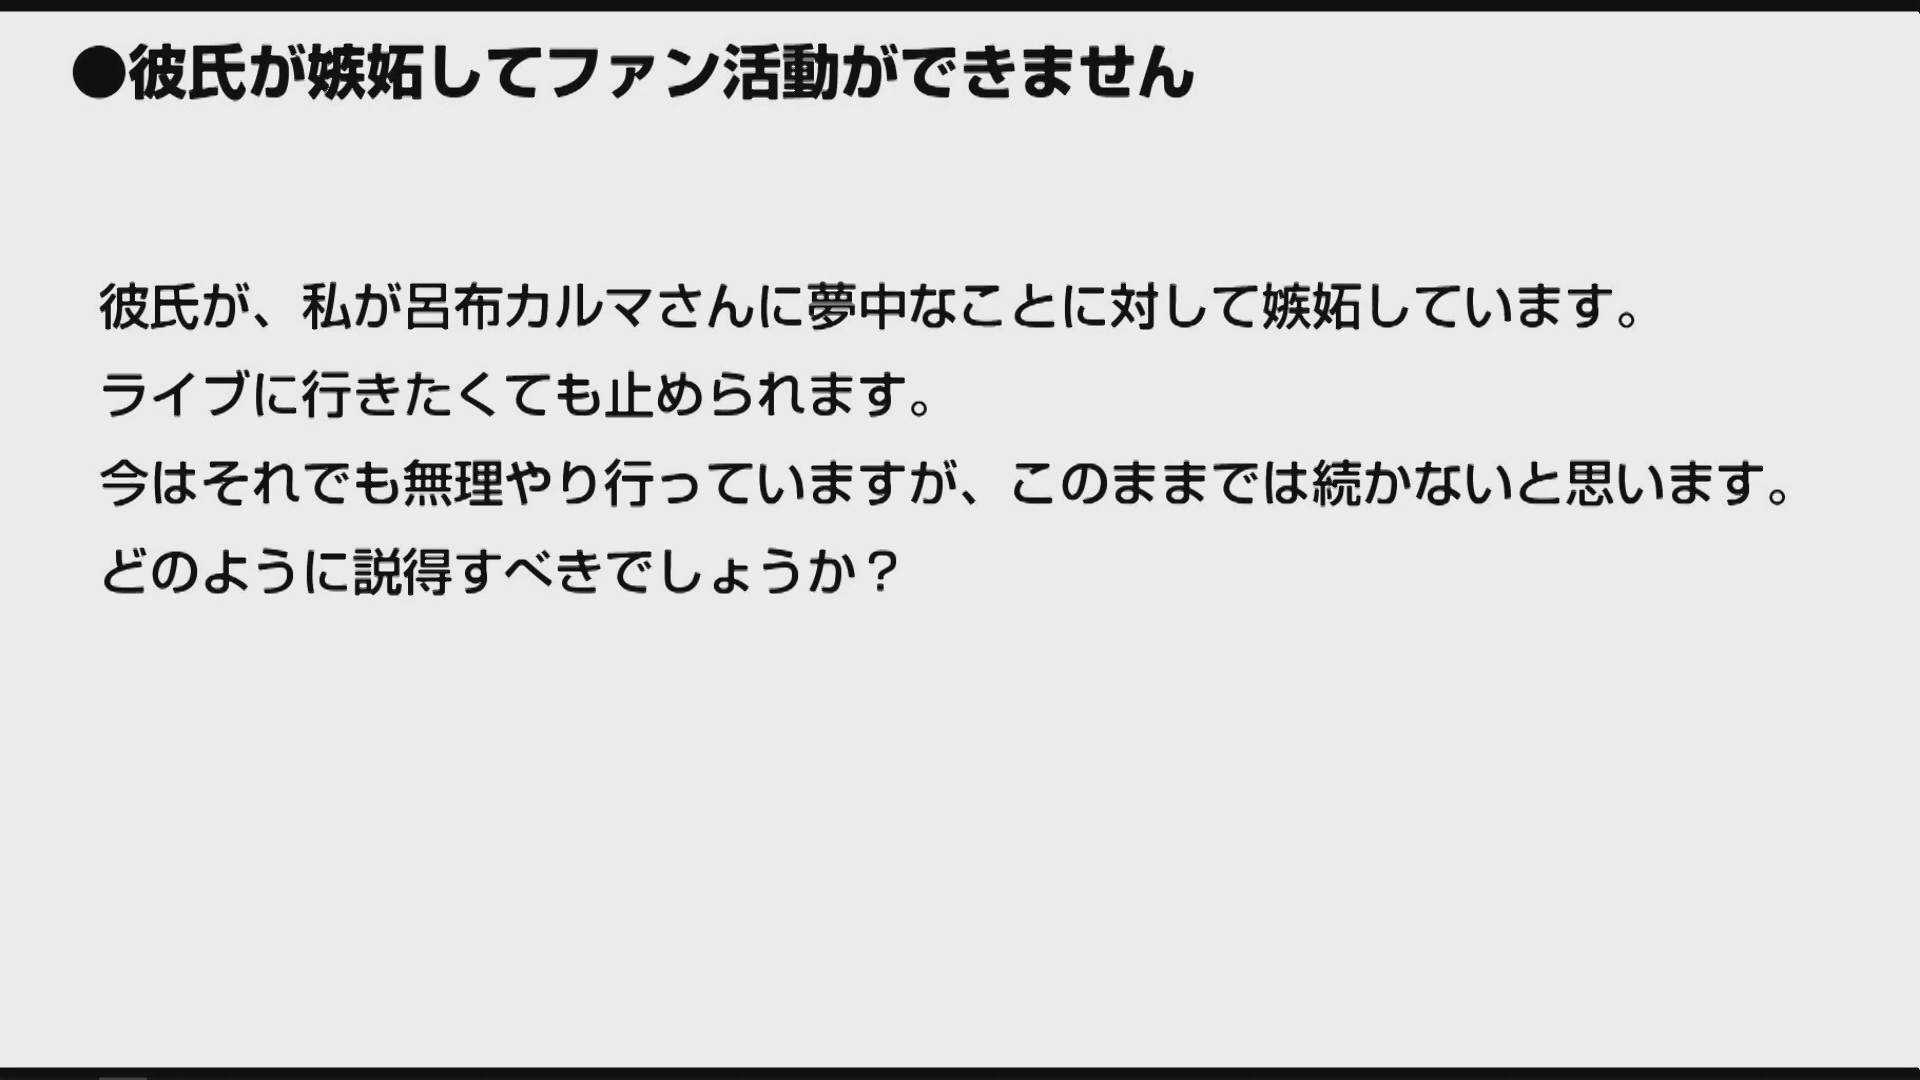 ●彼氏が嫉妬してファン活動ができません
彼氏が、私が呂布カルマさんに夢中なことに対して嫉妬しています。
ライブに行きたくても止められます。
今はそれでも無理やり行っていますが、このままでは続かないと思います。
どのように説得すべきでしょうか？